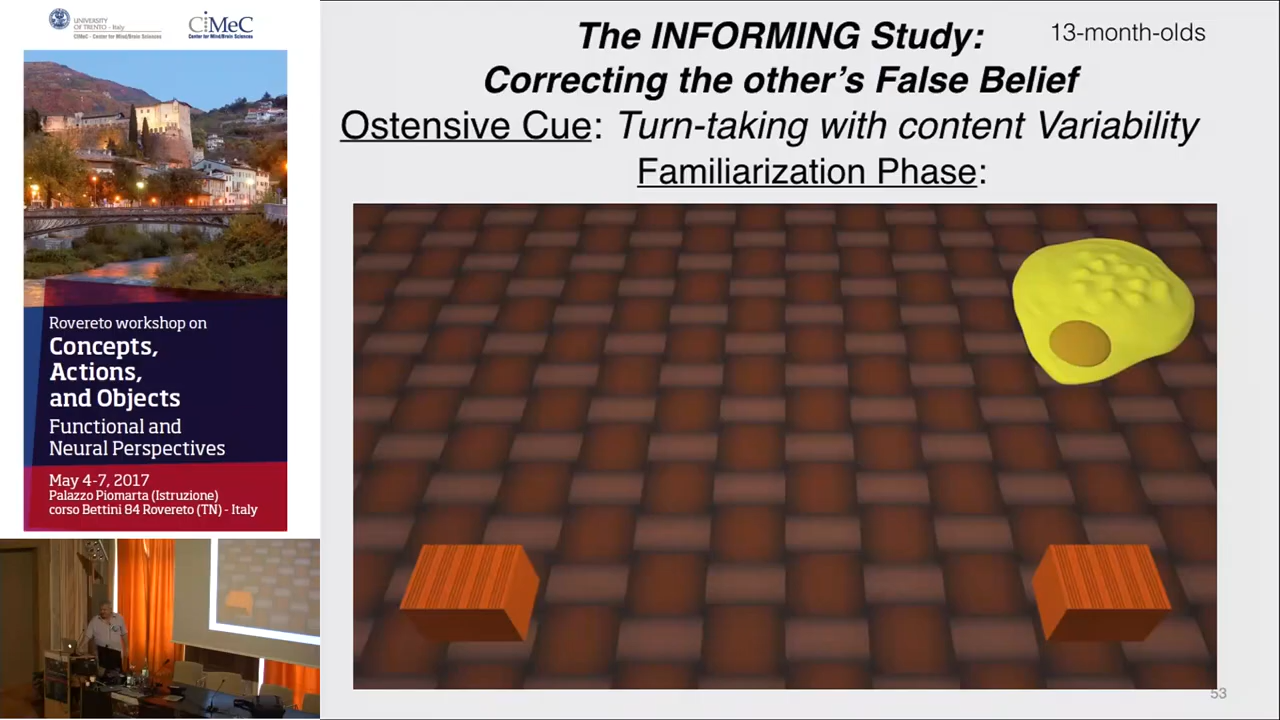 UNIVERSITY
OF TRENTO - Italy
CIMeC - Center for Mind/Brain Sciences
CiMeC
Center for Mind/Brain Sciences
Rovereto workshop on
Concepts,
Actions,
and Objects
Functional and
Neural Perspectives
May 4-7, 2017
Palazzo Piomarta (Istruzione)
corso Bettini 84 Rovereto (TN) - Italy
The INFORMING Study:
13-month-olds
Correcting the other's False Belief
Ostensive Cue: Turn-taking with content Variability
Familiarization Phase:
53